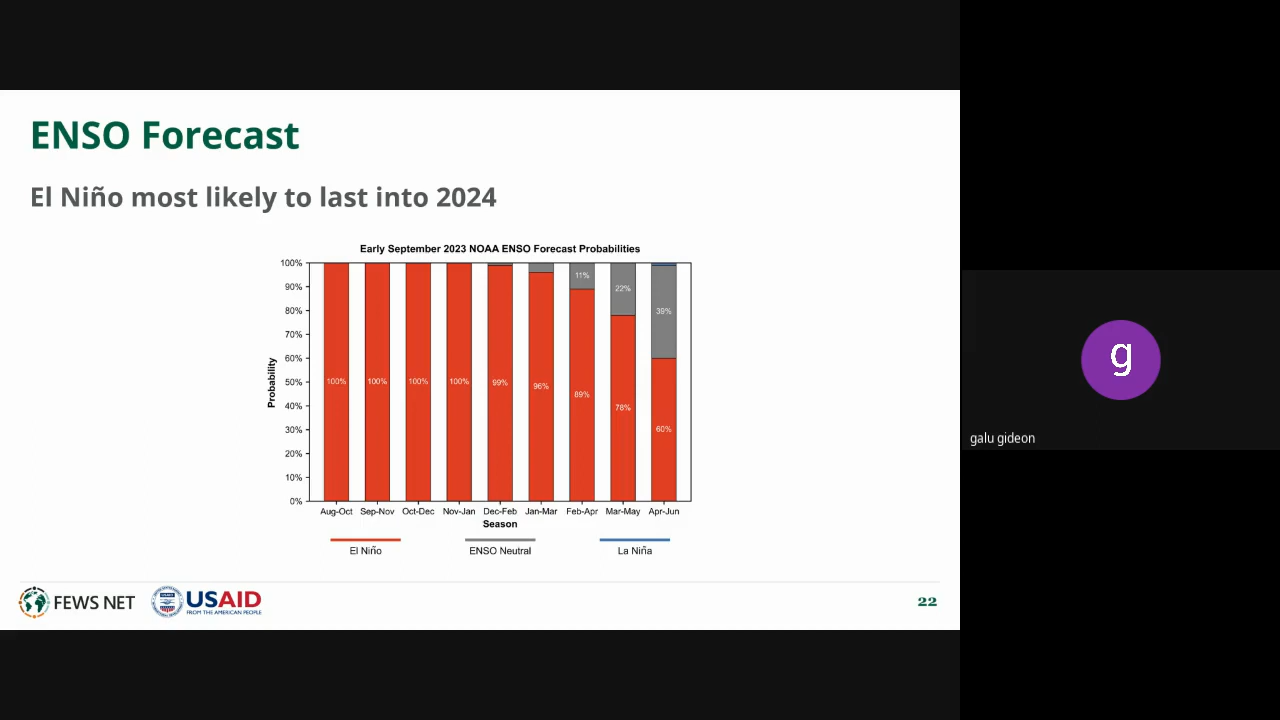 ENSO Forecast
El Niño most likely to last into 2024
Early September 2023 NOAA ENSO Forecast Probabilities
100%
90%
80%
70%
60%
50%
40%
30%
20%
10%
0%
Probability
11%
22%
39%
100%
100%
100%
100%
99%
96%
89%
78%
60%
Aug-Oct Sep-Nov Oct-Dec Nov-Jan Dec-Feb Jan-Mar Feb-Apr Mar-May Apr-Jun
Season
El Niño ENSO Neutral La Niña
FEWS NET
USAID
FROM THE AMERICAN PEOPLE
22
g
galu gideon